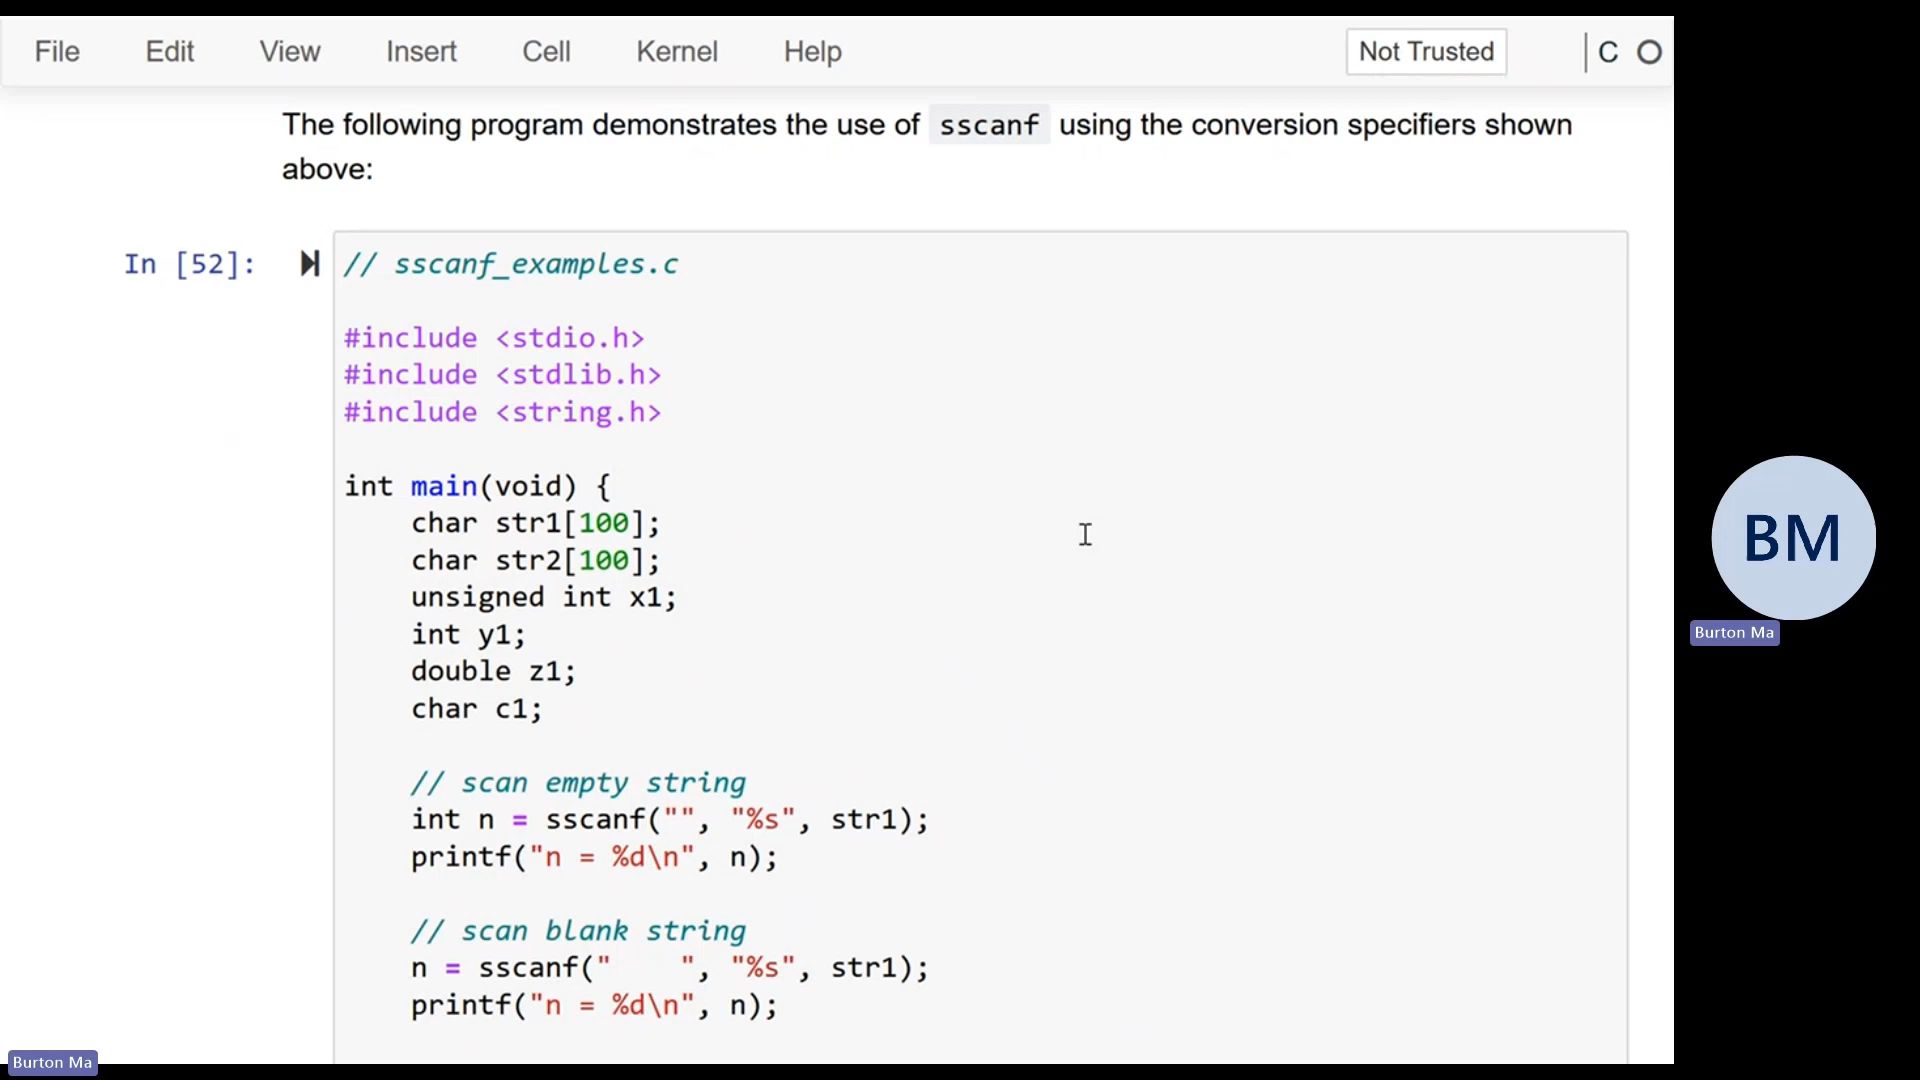 File Edit View Insert Cell Kernel Help Not Trusted C
The following program demonstrates the use of sscanf using the conversion specifiers shown
above:
In [52]: // sscanf_examples.c
#include <stdio.h>
#include <stdlib.h>
#include <string.h>
int main(void) {
    char str1[100];
    char str2[100];
    unsigned int x1;
    int y1;
    double z1;
    char c1;
    // scan empty string
    int n = sscanf("", "%s", str1);
    printf("n = %d\n", n);
    // scan blank string
    n = sscanf("    ", "%s", str1);
    printf("n = %d\n", n);
BM
Burton Ma
Burton Ma